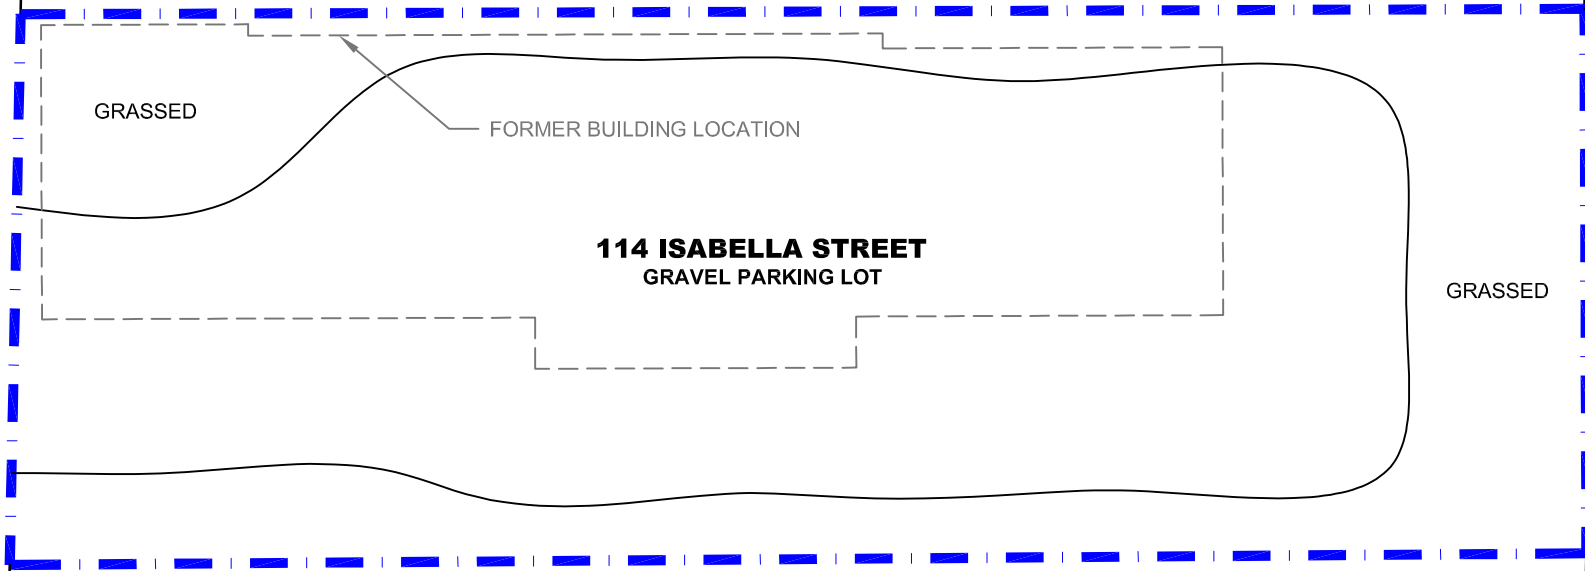 GRASSED
FORMER BUILDING LOCATION
114 ISABELLA STREET
GRAVEL PARKING LOT
GRASSED